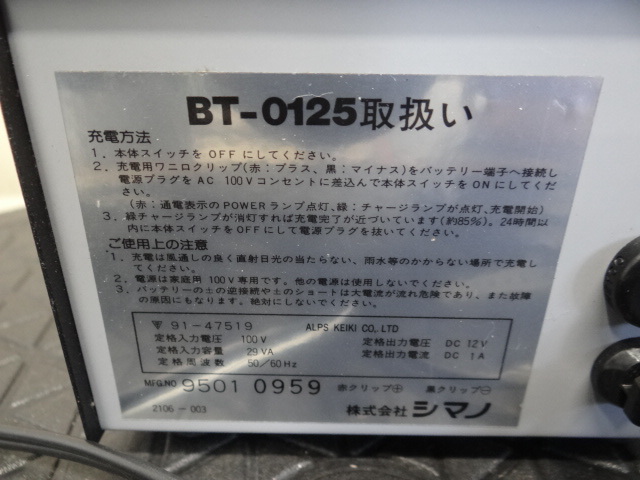 BT-0125取扱い
充電方法
1. 本体スイッチをOFFにしてください。
2. 充電用ワニロクリップ(赤:プラス、黒:マイナス)をバッテリー端子へ接続し
電源プラグをAC 100Vコンセントに差込んで本体スイッチをONにしてくだ
さい。
(赤:通電表示のPOWERランプ点灯、緑:チャージランプが点灯、充電開始)
3. 緑チャージランプが消灯すれば充電完了が近づいています(約85%)、24時間以
内に本体スイッチをOFFにして電源プラグを抜いてください。
ご使用上の注意
1. 充電は風通しの良く直射日光の当たらない、雨水等のかからない場所で充電し
てください。
2. 電源は家庭用100V専用です。他の電源は使用しないでください。
3. バッテリーの±の逆接続や±のショートは大電流が流れ危険であり、また故障
の原因にもなります。絶対にしないでください。
〒 91-47519 ALPS KEIKI CO., LTD
定格入力電圧 100V 定格出力電圧 DC 12V
定格入力容量 29VA 定格出力電流 DC 1A
定格周波数 50/60Hz
MFG.NO 9501 0959 赤クリップ⊕ 黒クリップ⊖
2106-003 株式会社シマノ